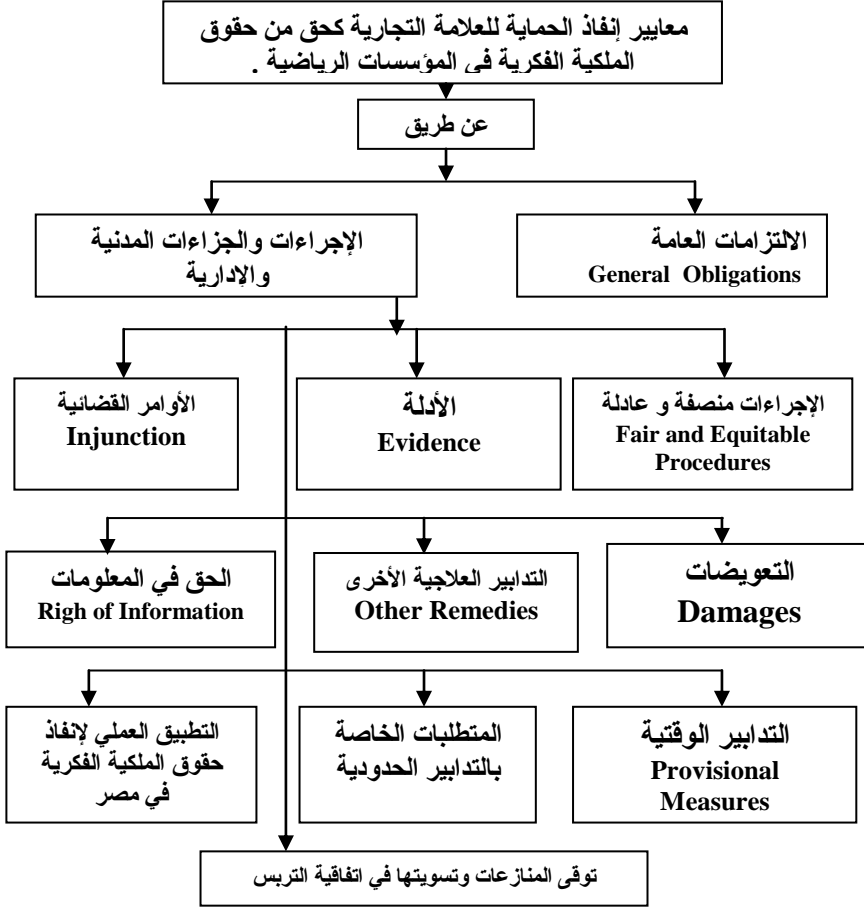 معايير إنفاذ الحماية للعلامة التجارية كحق من حقوق
الملكية الفكرية في المؤسسات الرياضية .
عن طريق
الالتزامات العامة
General Obligations
الإجراءات والجزاءات المدنية
والإدارية
الإجراءات منصفة و عادلة
Fair and Equitable
Procedures
الأدلة
Evidence
الأوامر القضائية
Injunction
التعويضات
Damages
التدابير العلاجية الأخرى
Other Remedies
الحق في المعلومات
Righ of Information
التدابير الوقتية
Provisional
Measures
المتطلبات الخاصة
بالتدابير الحدودية
التطبيق العملي لإنفاذ
حقوق الملكية الفكرية
في مصر
توقى المنازعات وتسويتها في اتفاقية التربس